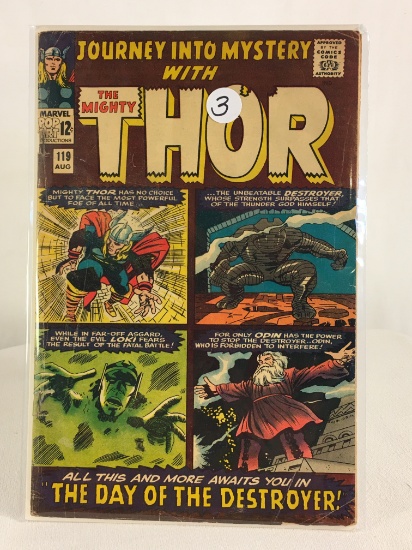 JOURNEY INTO MYSTERY
WITH
THE MIGHTY
THOR
3
APPROVED
BY THE
COMICS
CODE
AUTHORITY
MARVEL
POP ART
PRODUCTIONS
12¢
119
AUG
MIGHTY THOR HAS NO CHOICE
BUT TO FACE THE MOST POWERFUL
FOE OF ALL TIME...
...THE UNBEATABLE DESTROYER,
WHOSE STRENGTH SURPASSES THAT
OF THE THUNDER GOD HIMSELF!
WHILE IN FAR-OFF ASGARD,
EVEN THE EVIL LOKI FEARS
THE RESULT OF THE FATAL BATTLE!
FOR ONLY ODIN HAS THE POWER
TO STOP THE DESTROYER...ODIN,
WHO IS FORBIDDEN TO INTERFERE!
ALL THIS AND MORE AWAITS YOU IN
"THE DAY OF THE DESTROYER!"